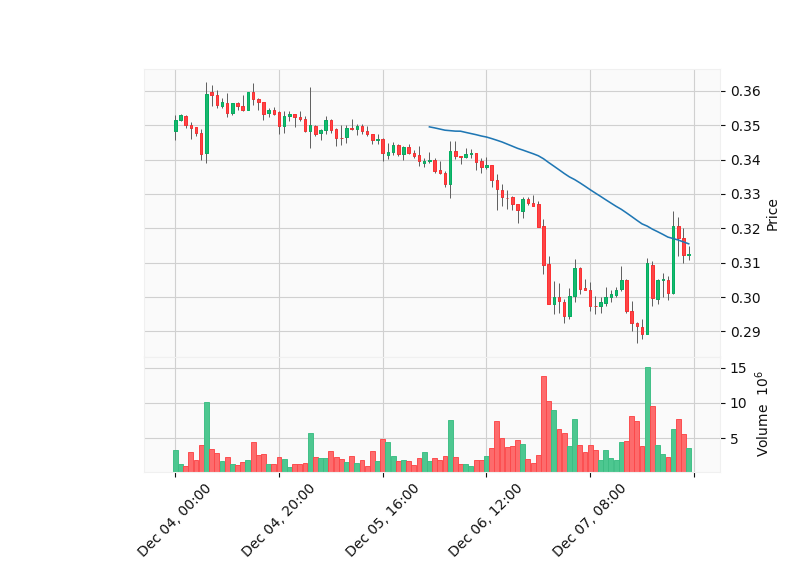 0.36
0.35
0.34
0.33
0.32
0.31
0.30
0.29
Price
15
10
5
Volume 10^6
Dec 04, 00:00
Dec 04, 20:00
Dec 05, 16:00
Dec 06, 12:00
Dec 07, 08:00